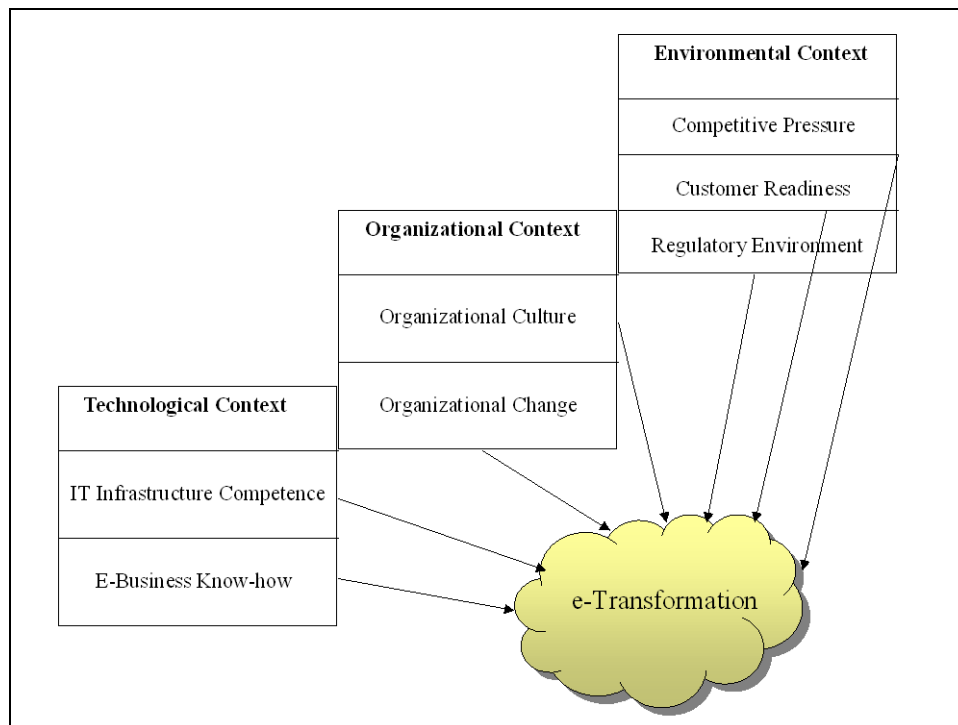 Environmental Context
Competitive Pressure
Customer Readiness
Regulatory Environment
Organizational Context
Organizational Culture
Organizational Change
Technological Context
IT Infrastructure Competence
E-Business Know-how
e-Transformation